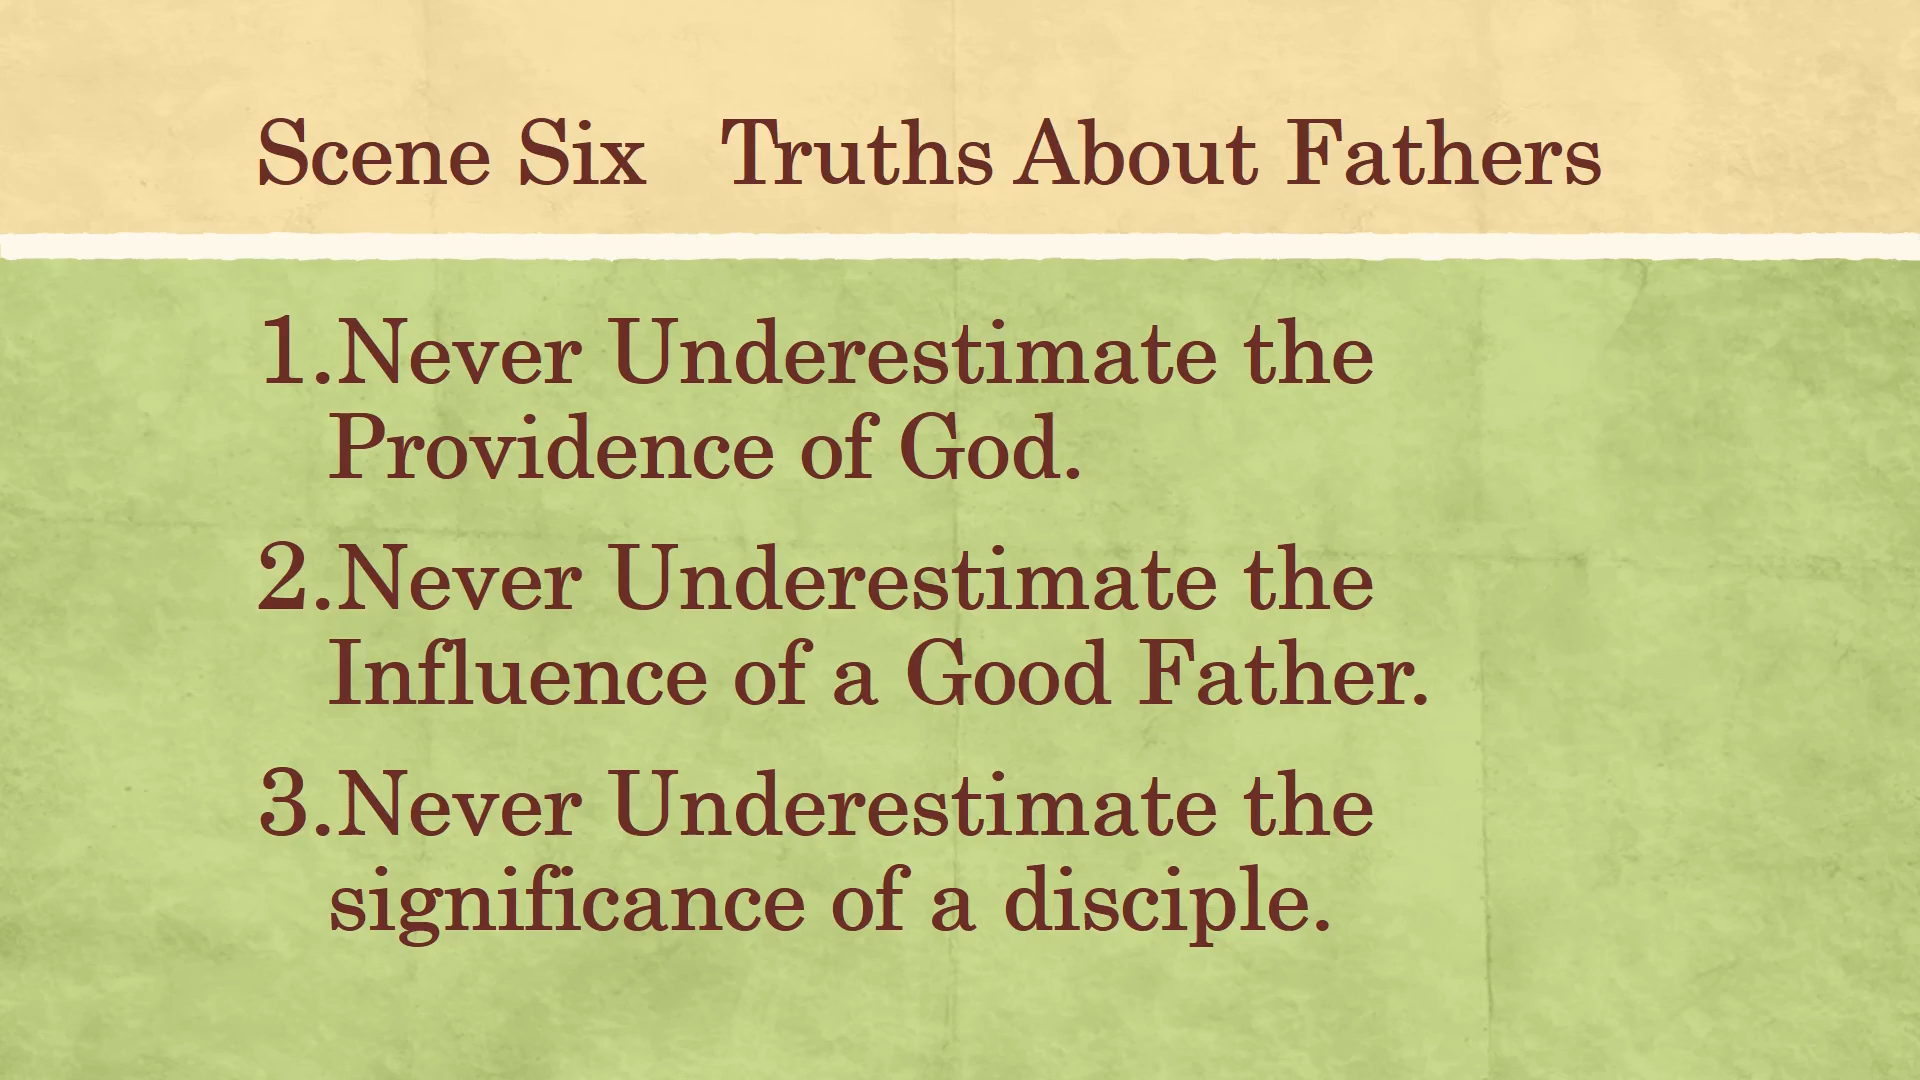 Scene Six   Truths About Fathers
1.Never Underestimate the
Providence of God.
2.Never Underestimate the
Influence of a Good Father.
3.Never Underestimate the
significance of a disciple.